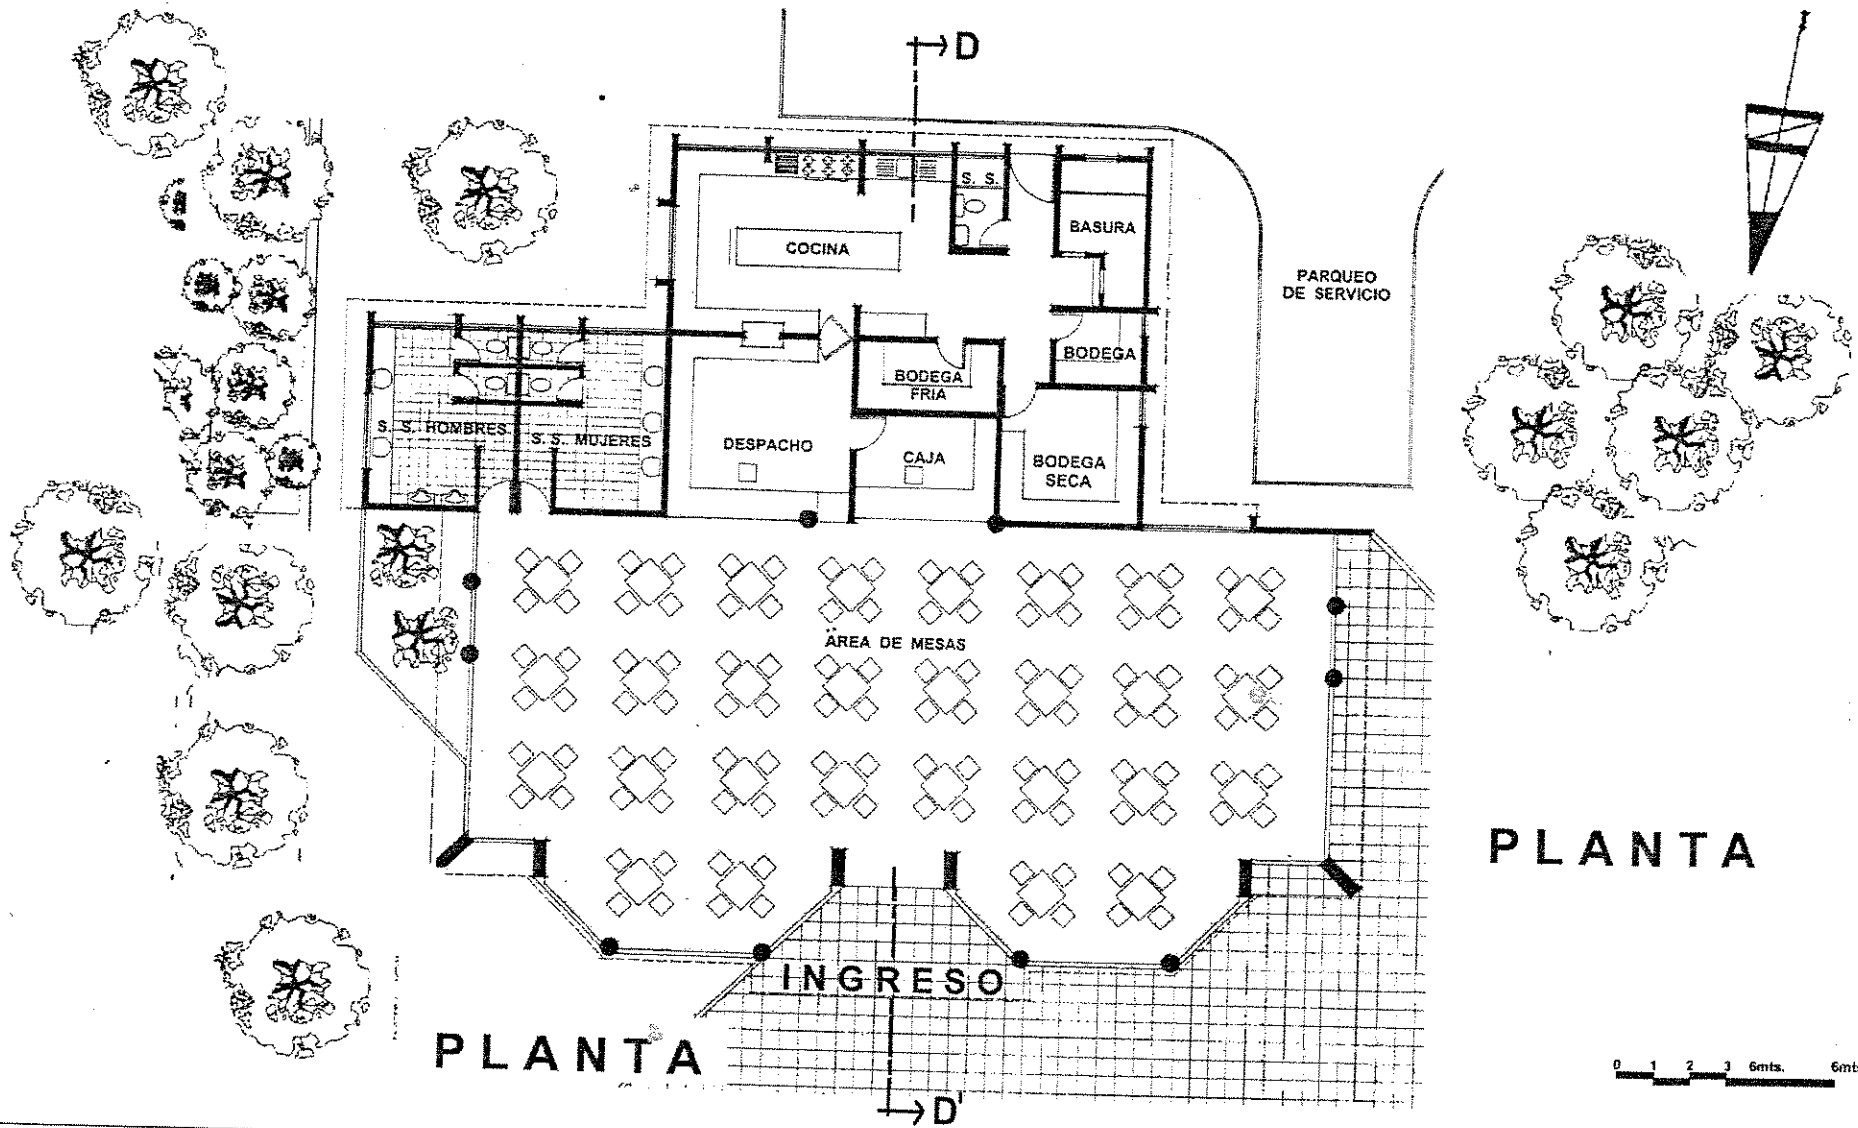 D
S. S.
BASURA
COCINA
PARQUEO
DE SERVICIO
BODEGA
BODEGA
FRIA
S. S. HOMBRES
S. S. MUJERES
DESPACHO
CAJA
BODEGA
SECA
ÁREA DE MESAS
PLANTA
INGRESO
PLANTA
0 1 2 3 6mts. 6mts
D'